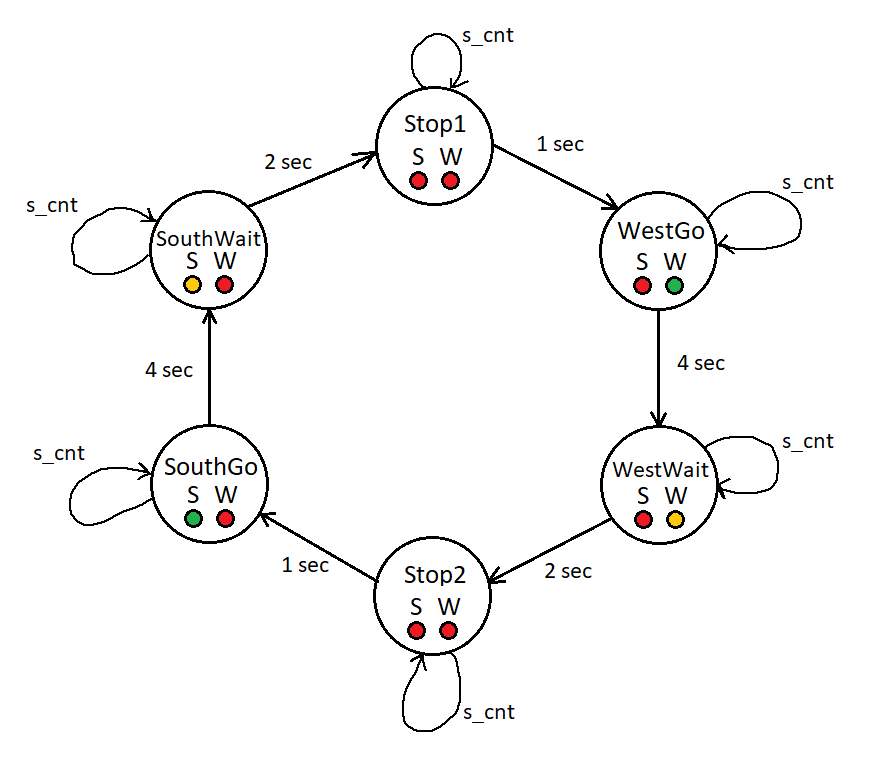 s_cnt
Stop1
S W
2 sec
1 sec
s_cnt
SouthWait
S W
s_cnt
WestGo
S W
4 sec
4 sec
s_cnt
SouthGo
S W
s_cnt
WestWait
S W
1 sec
Stop2
S W
2 sec
s_cnt